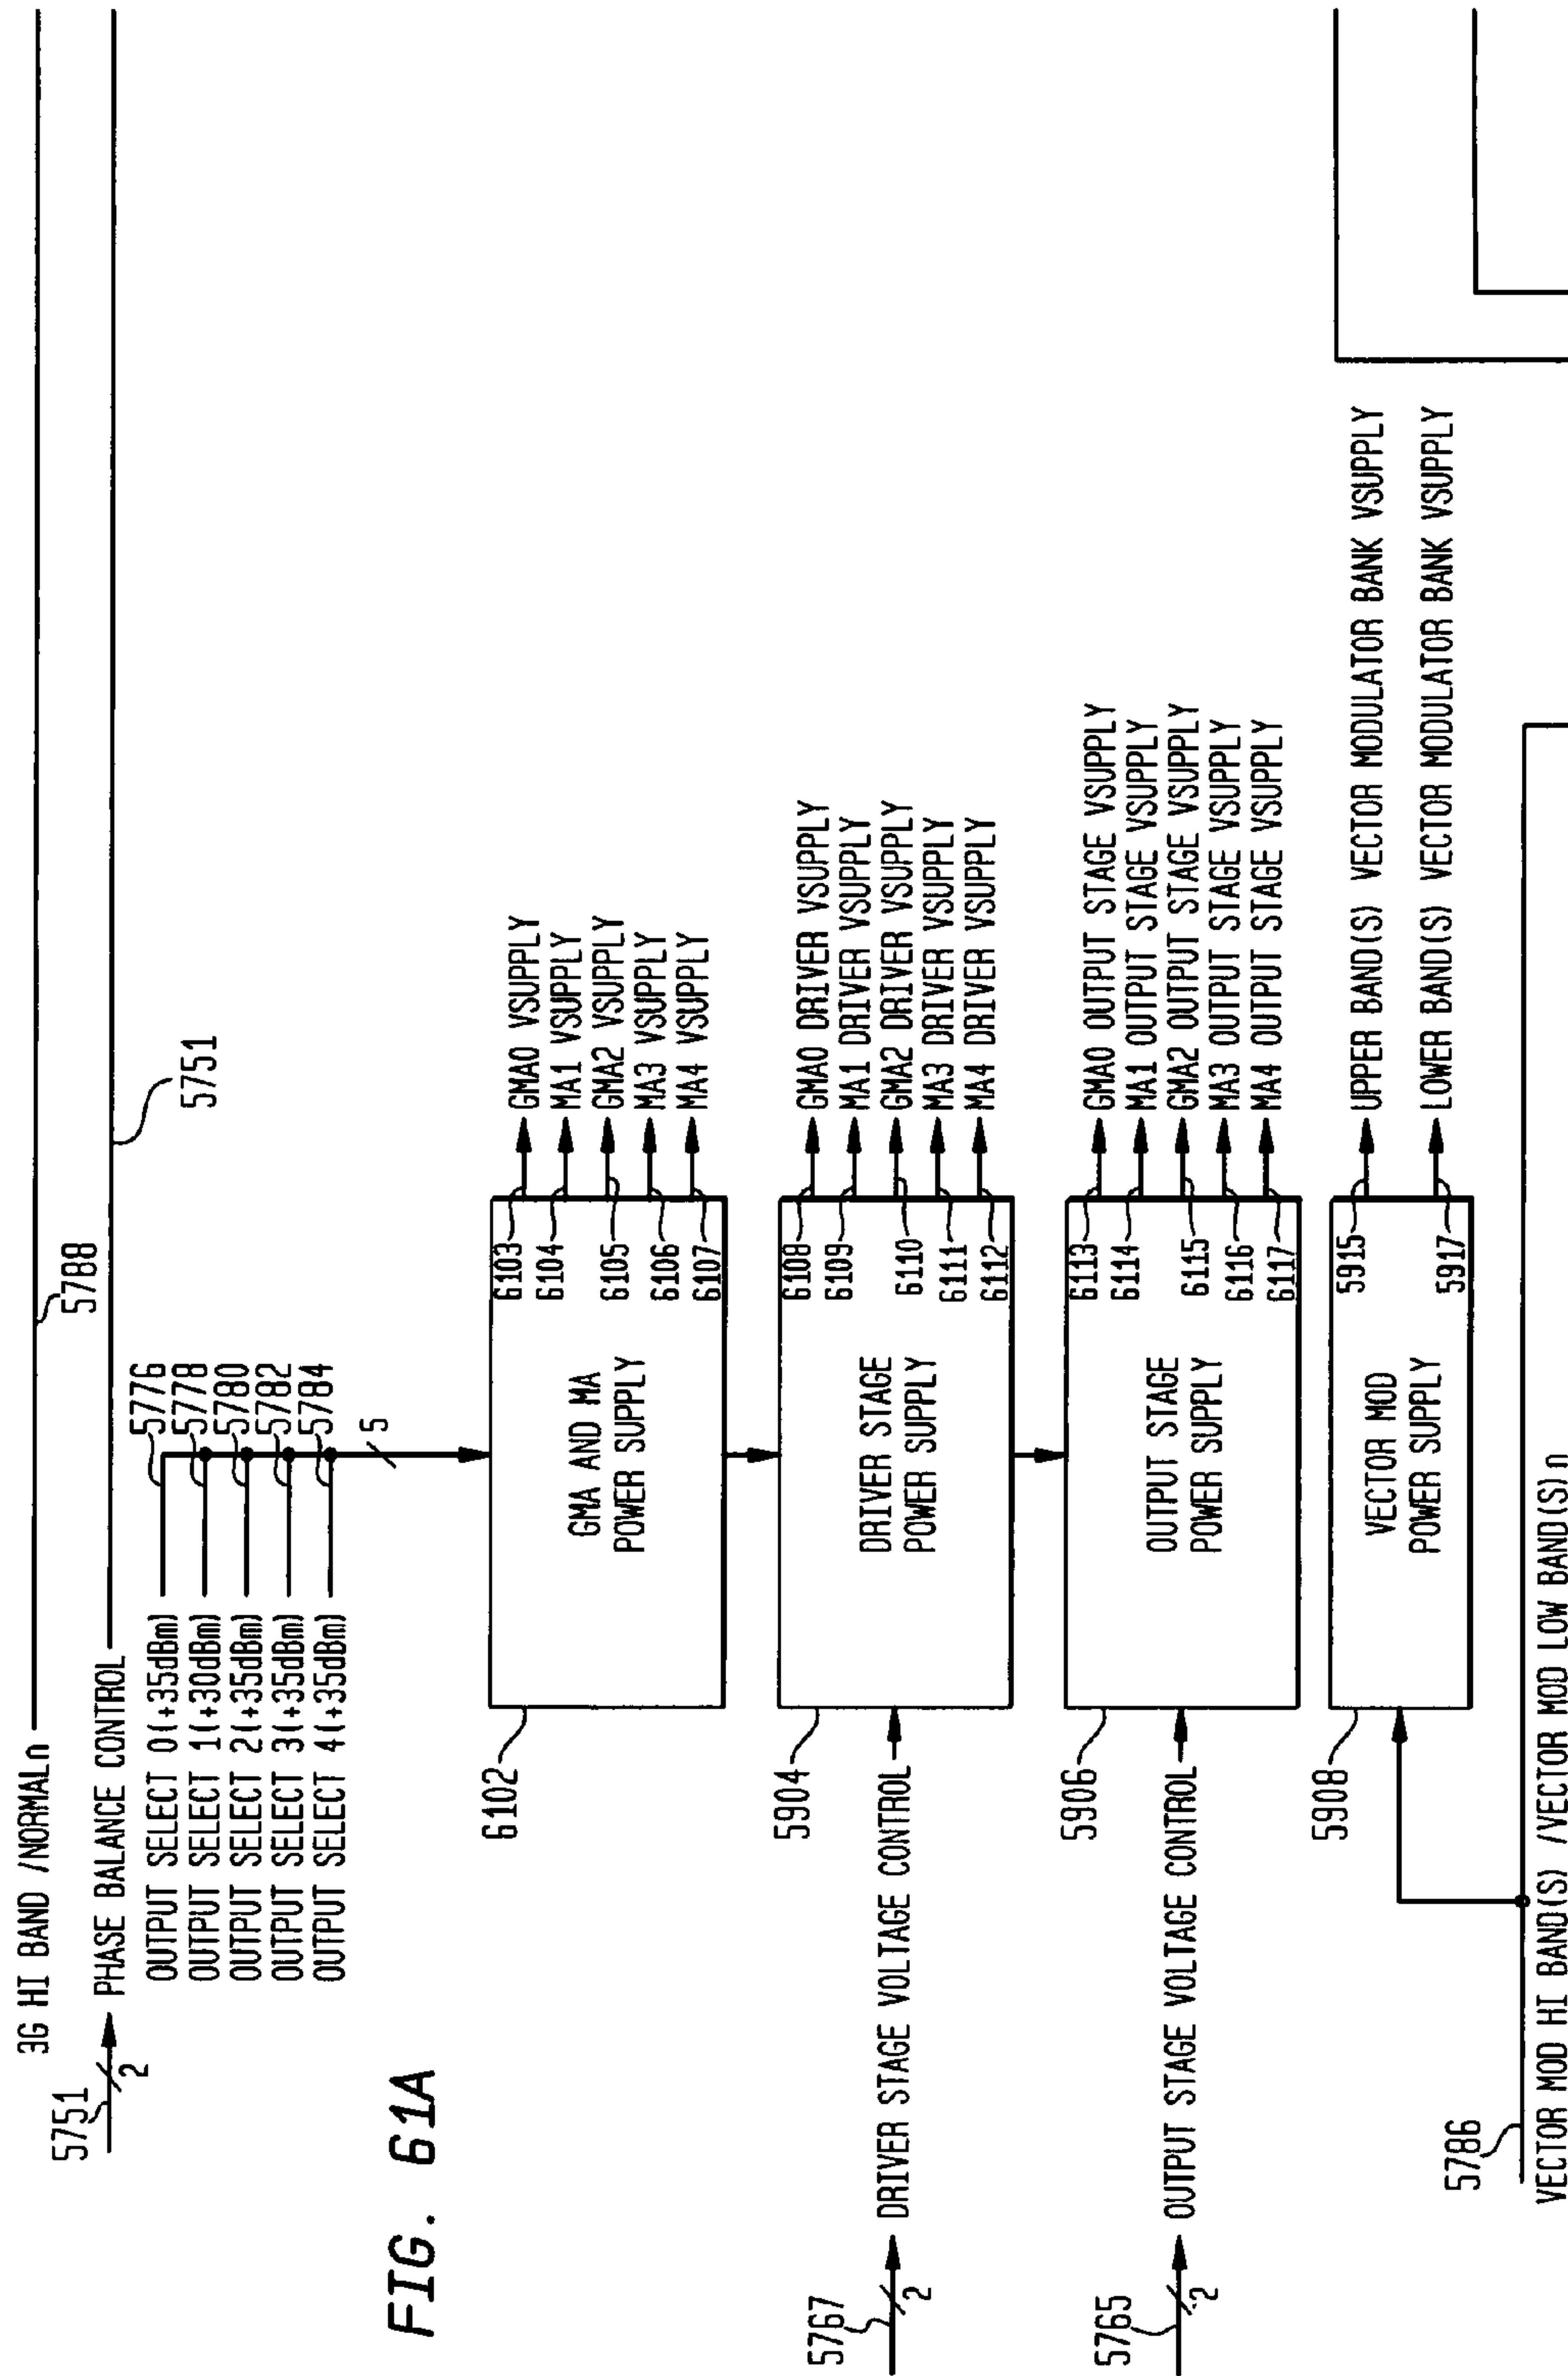 3G HI BAND /NORMALn
5788
5751
2
PHASE BALANCE CONTROL
5751
OUTPUT SELECT 0(+35dBm)
5776
OUTPUT SELECT 1(+30dBm)
5778
OUTPUT SELECT 2(+35dBm)
5780
OUTPUT SELECT 3(+35dBm)
5782
OUTPUT SELECT 4(+35dBm)
5784
5
FIG. 61A
6102
GMA AND MA
POWER SUPPLY
6103
GMA0 VSUPPLY
6104
MA1 VSUPPLY
6105
GMA2 VSUPPLY
6106
MA3 VSUPPLY
6107
MA4 VSUPPLY
5767
2
DRIVER STAGE VOLTAGE CONTROL
5904
DRIVER STAGE
POWER SUPPLY
6108
GMA0 DRIVER VSUPPLY
6109
MA1 DRIVER VSUPPLY
6110
GMA2 DRIVER VSUPPLY
6111
MA3 DRIVER VSUPPLY
6112
MA4 DRIVER VSUPPLY
5765
2
OUTPUT STAGE VOLTAGE CONTROL
5906
OUTPUT STAGE
POWER SUPPLY
6113
GMA0 OUTPUT STAGE VSUPPLY
6114
MA1 OUTPUT STAGE VSUPPLY
6115
GMA2 OUTPUT STAGE VSUPPLY
6116
MA3 OUTPUT STAGE VSUPPLY
6117
MA4 OUTPUT STAGE VSUPPLY
5908
VECTOR MOD
POWER SUPPLY
5915
UPPER BAND(S) VECTOR MODULATOR BANK VSUPPLY
5917
LOWER BAND(S) VECTOR MODULATOR BANK VSUPPLY
5786
VECTOR MOD HI BAND(S) /VECTOR MOD LOW BAND(S)n